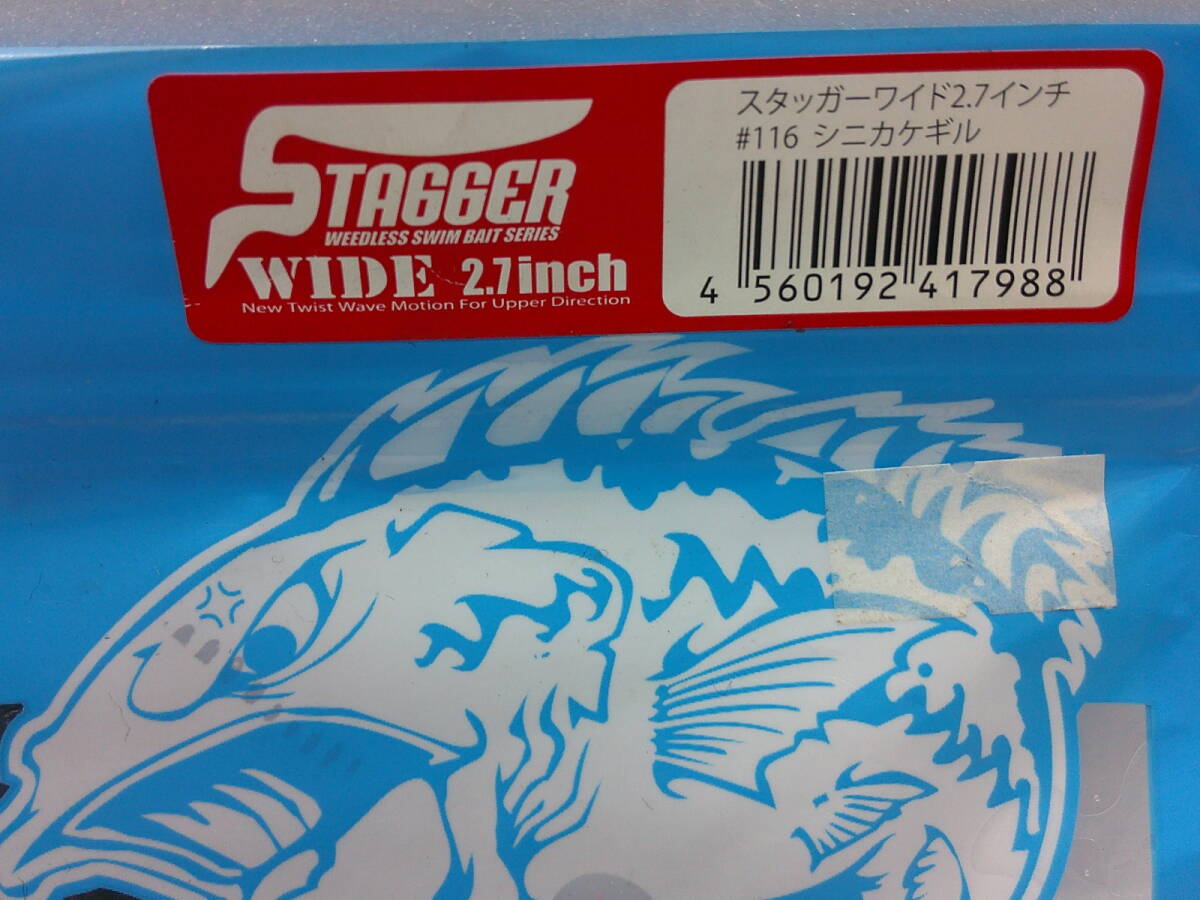 STAGGER
WEEDLESS SWIM BAIT SERIES
WIDE 2.7inch
New Twist Wave Motion For Upper Direction
スタッガーワイド2.7インチ
#116 シニカケギル
4 560192 417988